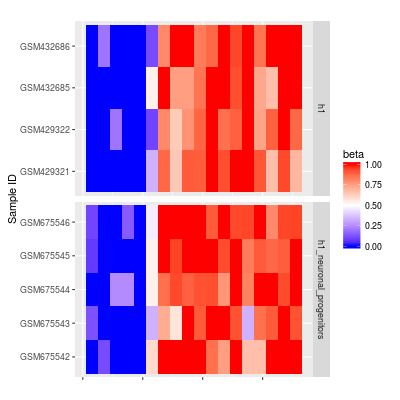 GSM432686
GSM432685
GSM429322
GSM429321
h1
GSM675546
GSM675545
GSM675544
GSM675543
GSM675542
h1_neuronal_progenitors
Sample ID
beta
1.00
0.75
0.50
0.25
0.00